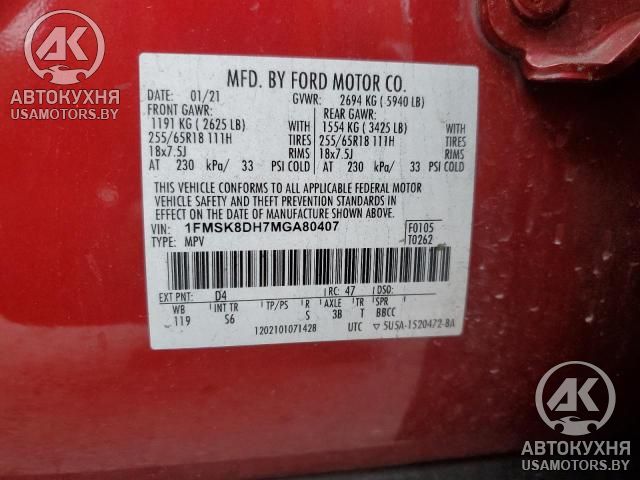 AK
АВТОКУХНЯ
USAMOTORS.BY
MFD. BY FORD MOTOR CO.
DATE: 01/21 GVWR: 2694 KG ( 5940 LB)
FRONT GAWR: REAR GAWR:
1191 KG ( 2625 LB) WITH 1554 KG ( 3425 LB) WITH
255/65R18 111H TIRES 255/65R18 111H TIRES
18x7.5J RIMS 18x7.5J RIMS
AT 230 kPa/ 33 PSI COLD AT 230 kPa/ 33 PSI COLD
THIS VEHICLE CONFORMS TO ALL APPLICABLE FEDERAL MOTOR
VEHICLE SAFETY AND THEFT PREVENTION STANDARDS IN
EFFECT ON THE DATE OF MANUFACTURE SHOWN ABOVE.
VIN: 1FMSK8DH7MGA80407 F0105
TYPE: MPV T0262
EXT PNT: D4 RC: 47 DSO:
WB INT TR TP/PS R AXLE TR SPR
119 S6 S 3B T BBCC
1202101071428 UTC 5U5A-1520472-BA
AK
АВТОКУХНЯ
USAMOTORS.BY